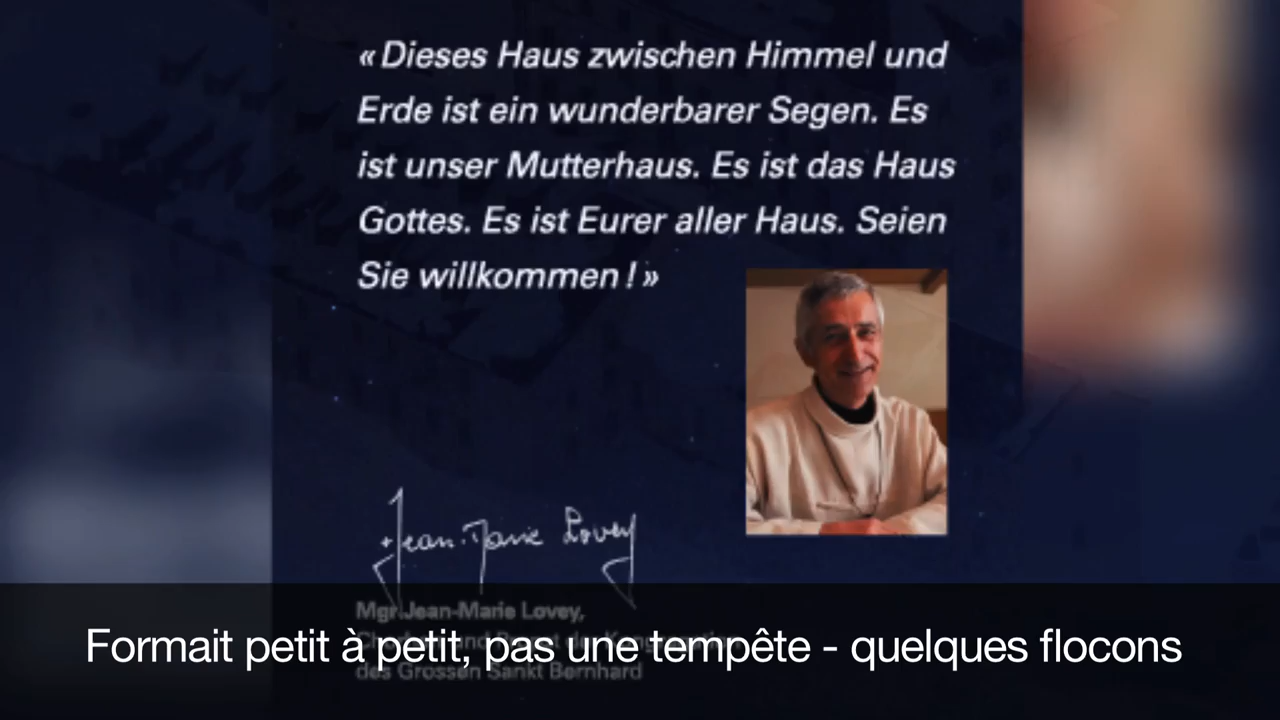 «Dieses Haus zwischen Himmel und
Erde ist ein wunderbarer Segen. Es
ist unser Mutterhaus. Es ist das Haus
Gottes. Es ist Eurer aller Haus. Seien
Sie willkommen!»
+Jean-Marie Lovey
Mgr Jean-Marie Lovey,
des Grossen Sankt Bernhard
Formait petit à petit, pas une tempête - quelques flocons